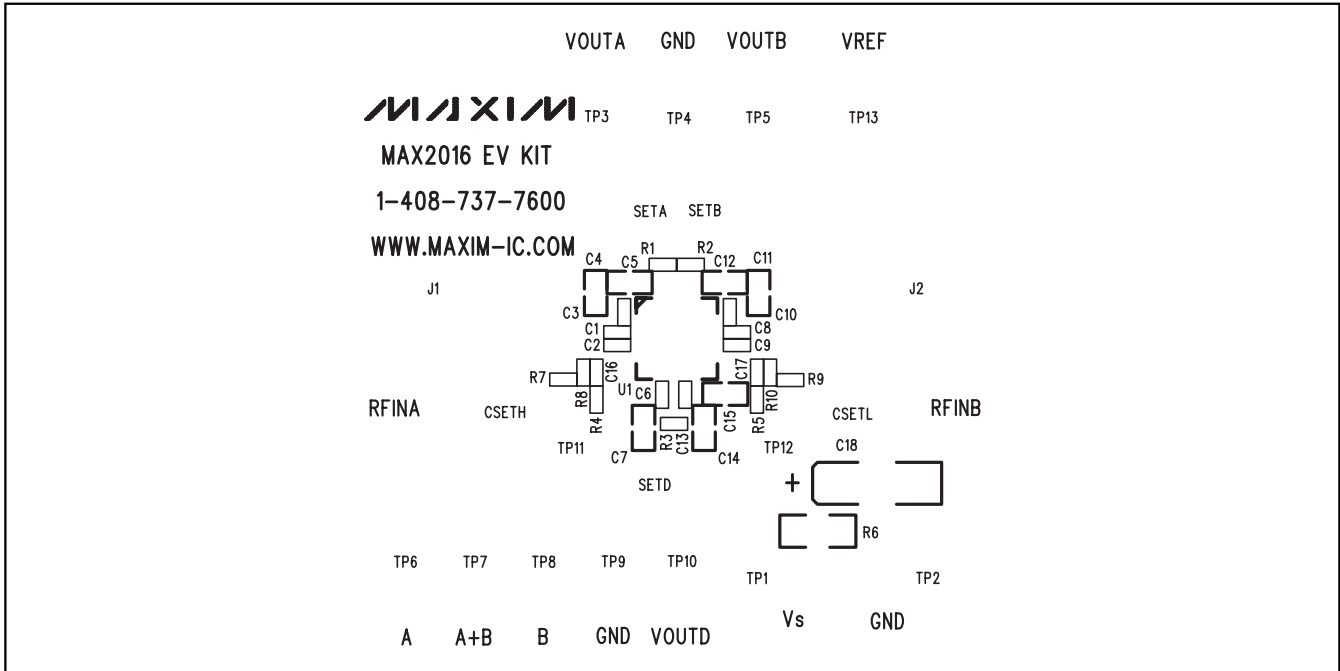 VOUTA GND VOUTB VREF
MAXIM TP3 TP4 TP5 TP13
MAX2016 EV KIT
1-408-737-7600
SETA SETB
WWW.MAXIM-IC.COM
R1 R2
C4 C5 C12 C11
J1 J2
C3 C10
C1 C8
C2 C9
C16 C17
R7 R9
U1 C6
R8 R10
RFINA CSETH CSETL RFINB
R4 C15 R5
R3 C13
TP11 TP12 C18
C7 C14
SETD +
R6
TP6 TP7 TP8 TP9 TP10
TP1 TP2
Vs GND
A A+B B GND VOUTD